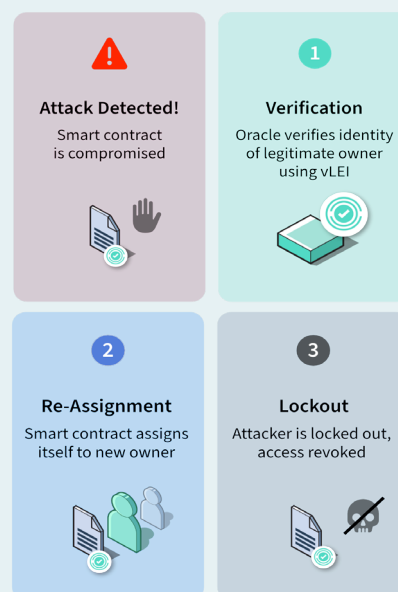 !
Attack Detected!
Smart contract
is compromised
1
Verification
Oracle verifies identity
of legitimate owner
using vLEI
2
Re-Assignment
Smart contract assigns
itself to new owner
3
Lockout
Attacker is locked out,
access revoked